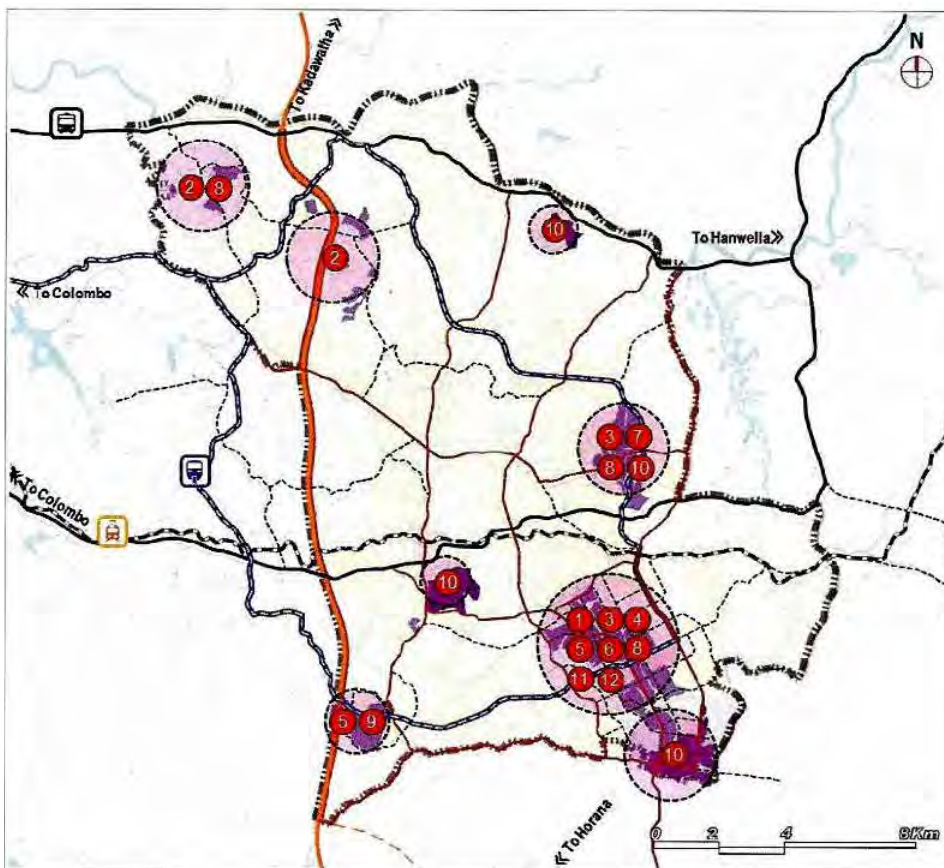 N
To Kadawatha >>
2 8
10
2
To Hanwella >>
<< To Colombo
3 7
8 10
<< To Colombo
10
1 3 4
5 6 8
11 12
5 9
10
<< To Horana
0 2 4 8Km